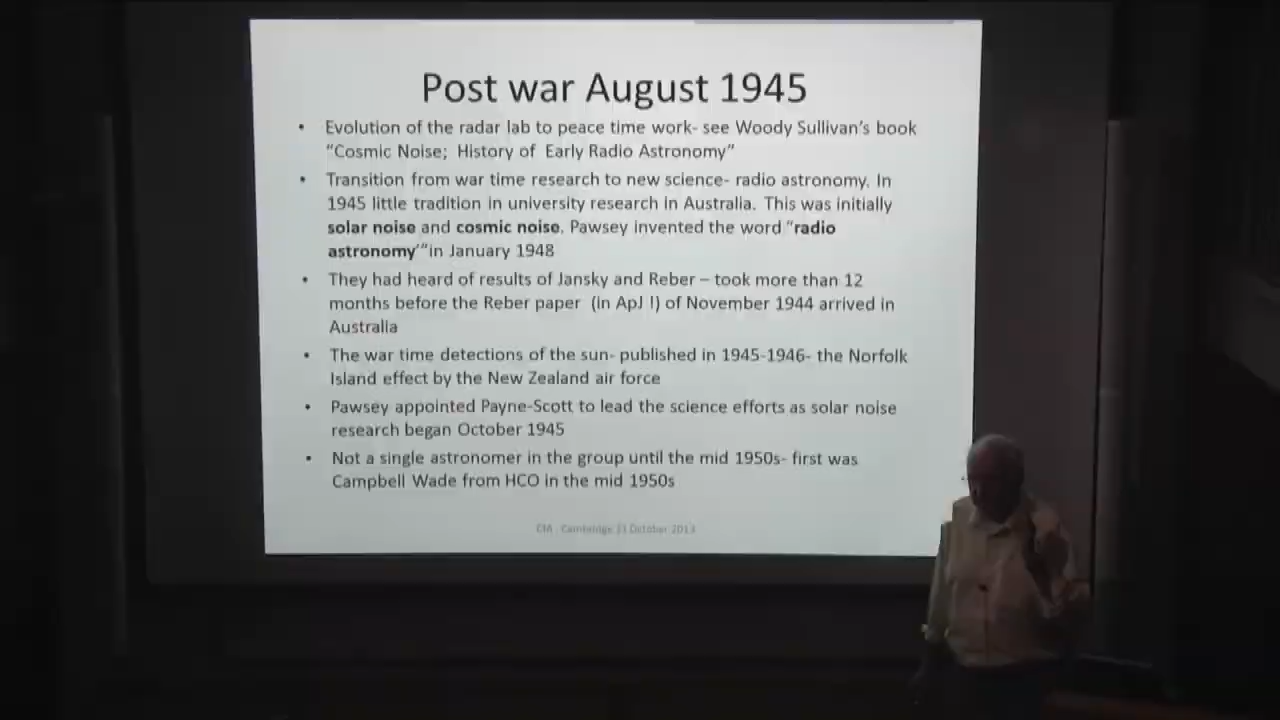 Post war August 1945
• Evolution of the radar lab to peace time work- see Woody Sullivan's book
"Cosmic Noise; History of Early Radio Astronomy"
• Transition from war time research to new science- radio astronomy. In
1945 little tradition in university research in Australia. This was initially
solar noise and cosmic noise. Pawsey invented the word "radio
astronomy'"in January 1948
• They had heard of results of Jansky and Reber – took more than 12
months before the Reber paper (in ApJ !) of November 1944 arrived in
Australia
• The war time detections of the sun- published in 1945-1946- the Norfolk
Island effect by the New Zealand air force
• Pawsey appointed Payne-Scott to lead the science efforts as solar noise
research began October 1945
• Not a single astronomer in the group until the mid 1950s- first was
Campbell Wade from HCO in the mid 1950s
CfA - Cambridge 31 October 2013